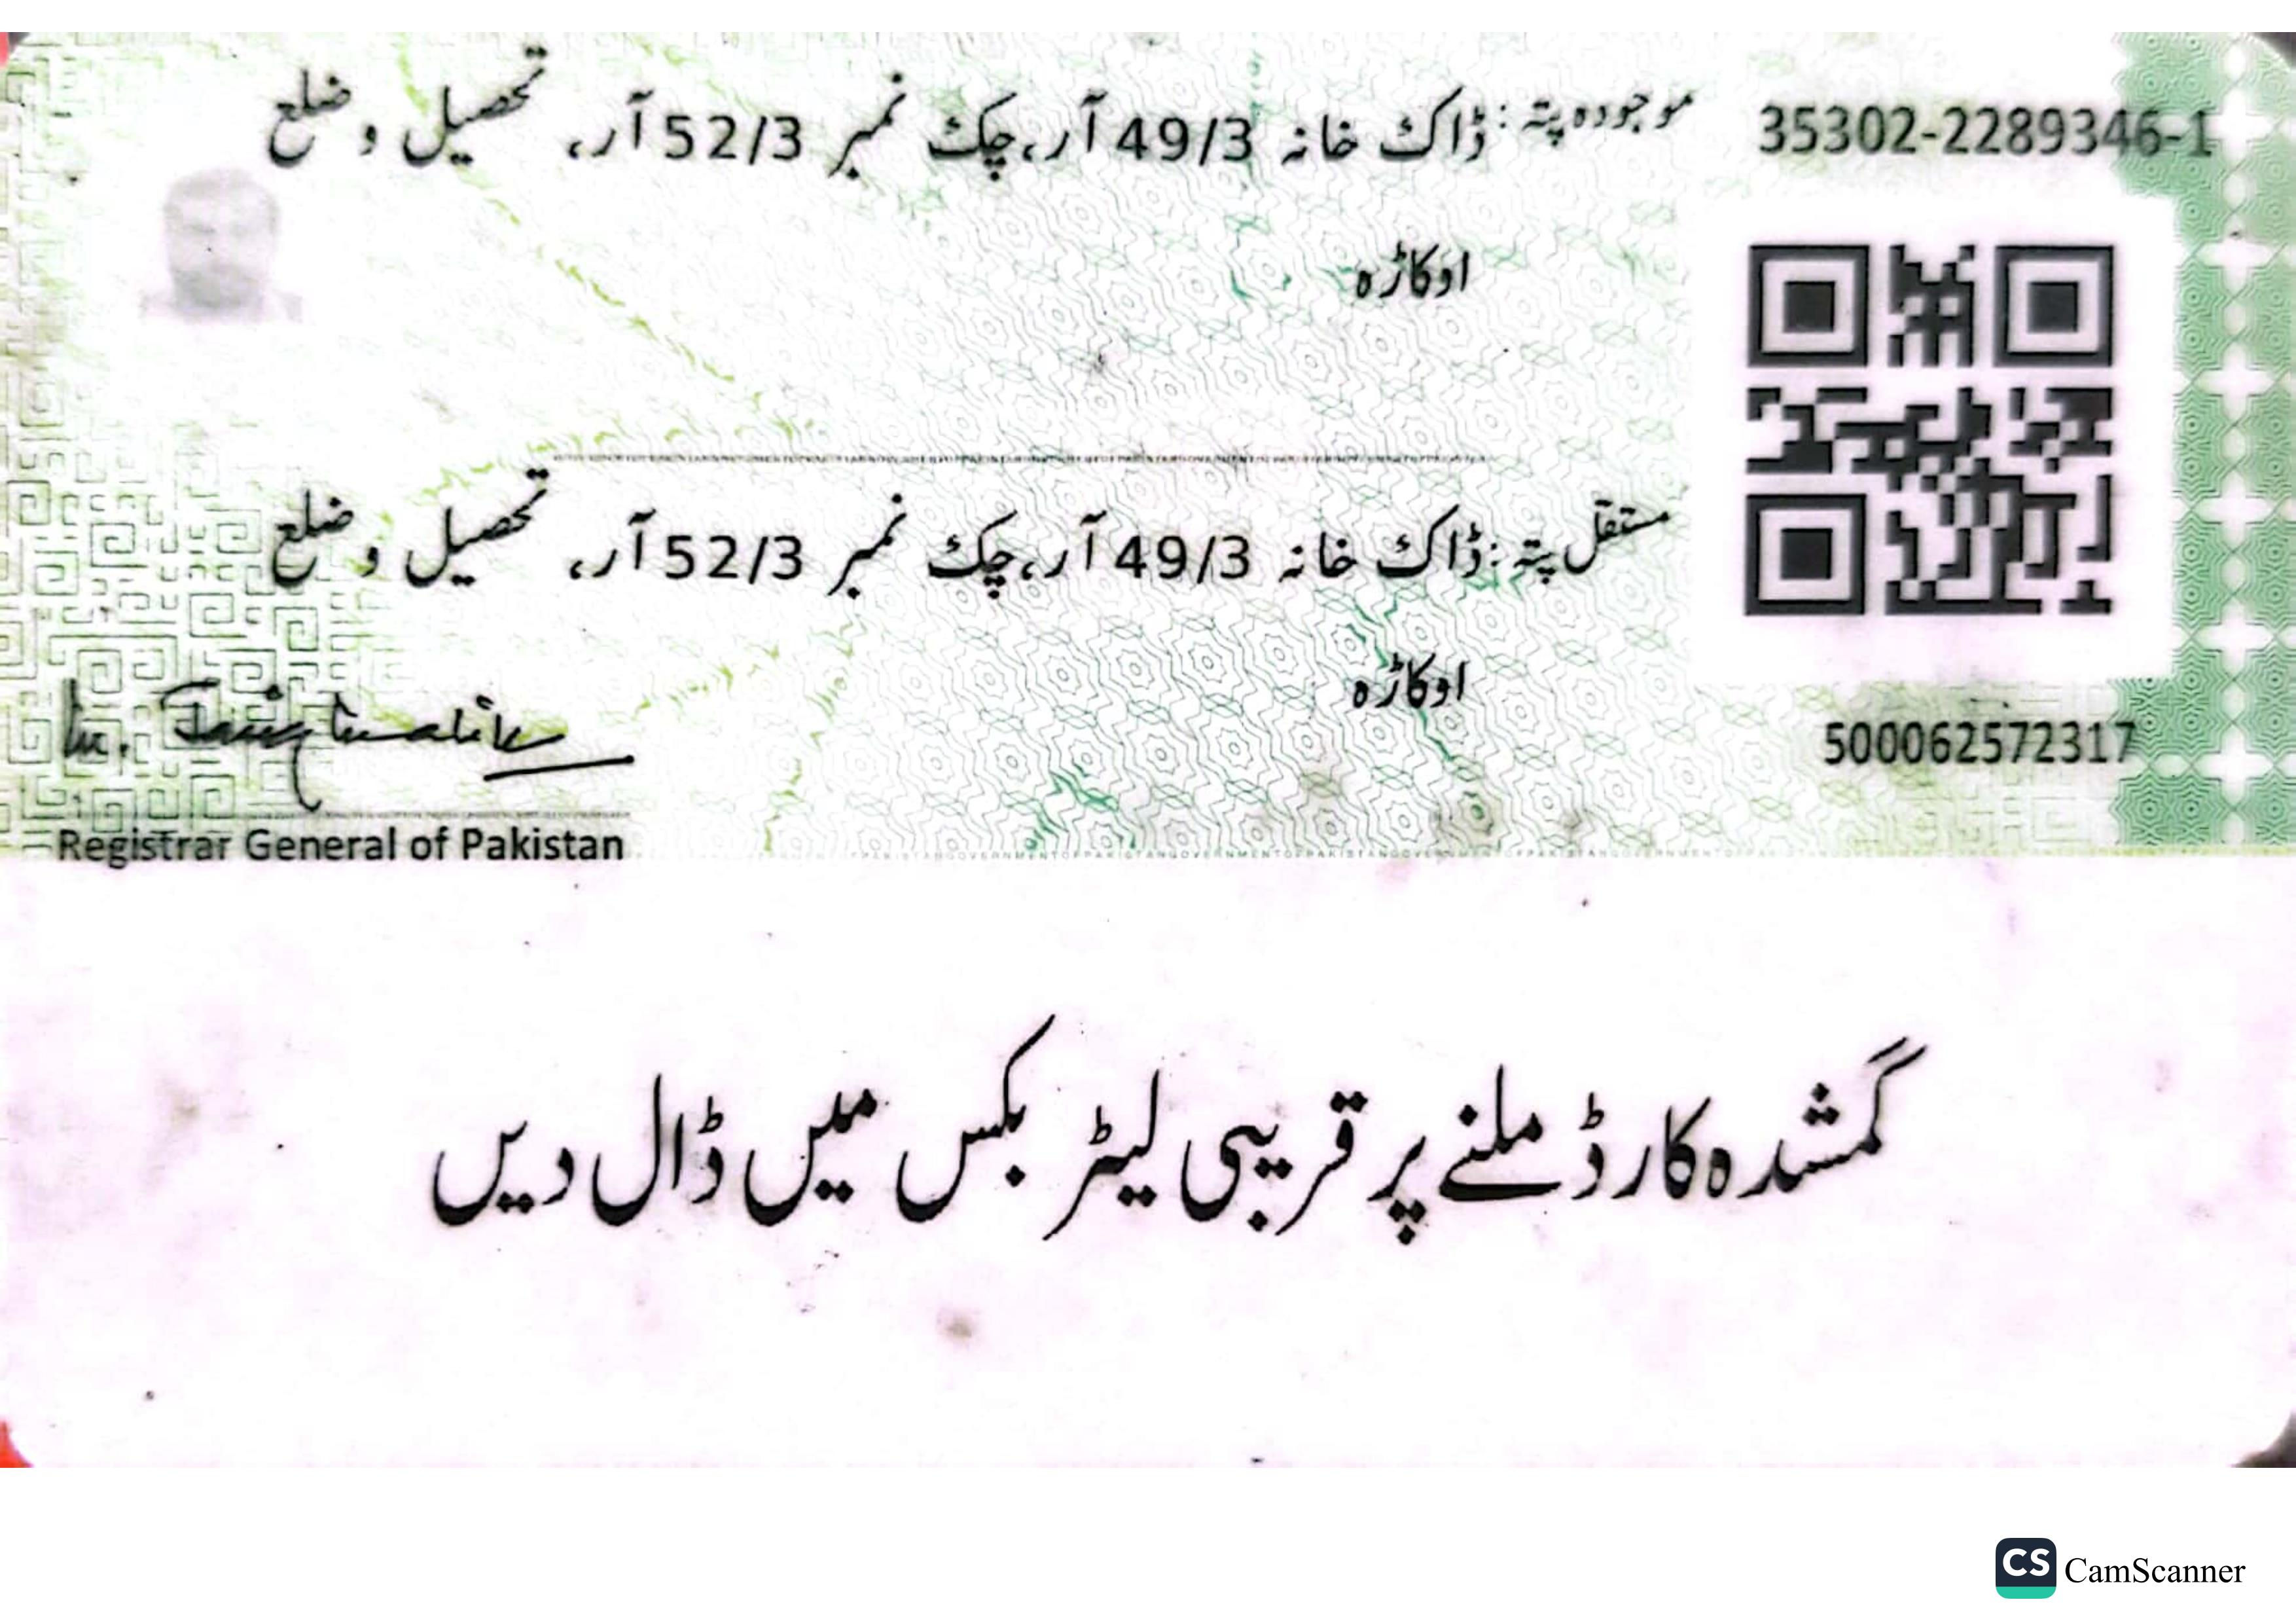 موجودہ پتہ: ڈاک خانہ 49/3 آر،چک نمبر 52/3 آر، تحصیل و ضلع
اوکاڑہ
35302-2289346-1
مستقل پتہ: ڈاک خانہ 49/3 آر،چک نمبر 52/3 آر، تحصیل و ضلع
اوکاڑہ
500062572317
Registrar General of Pakistan
گمشدہ کارڈ ملنے پر قریبی لیٹر بکس میں ڈال دیں
CS CamScanner